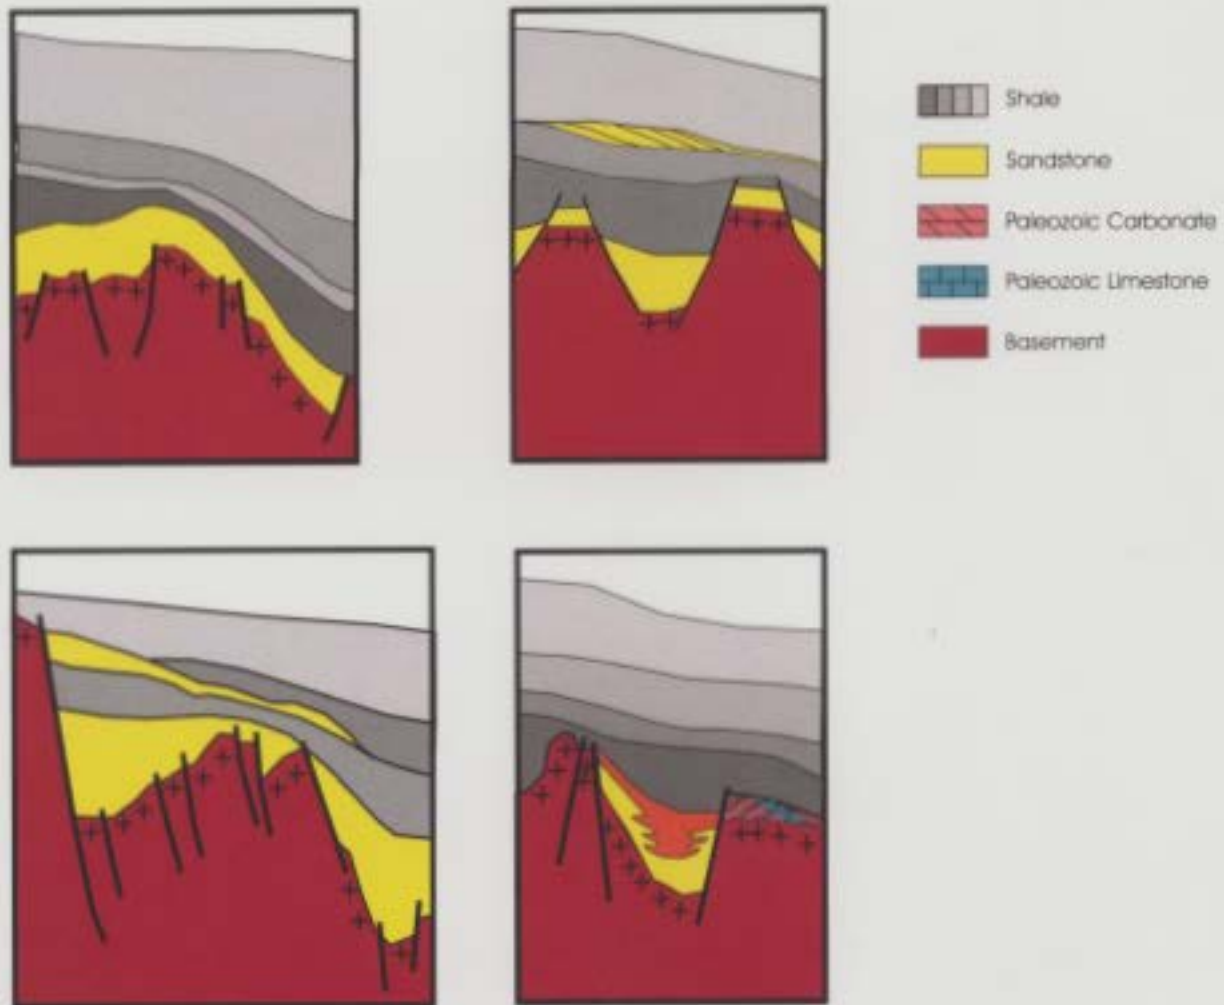 Shale
Sandstone
Paleozoic Carbonate
Paleozoic Limestone
Basement